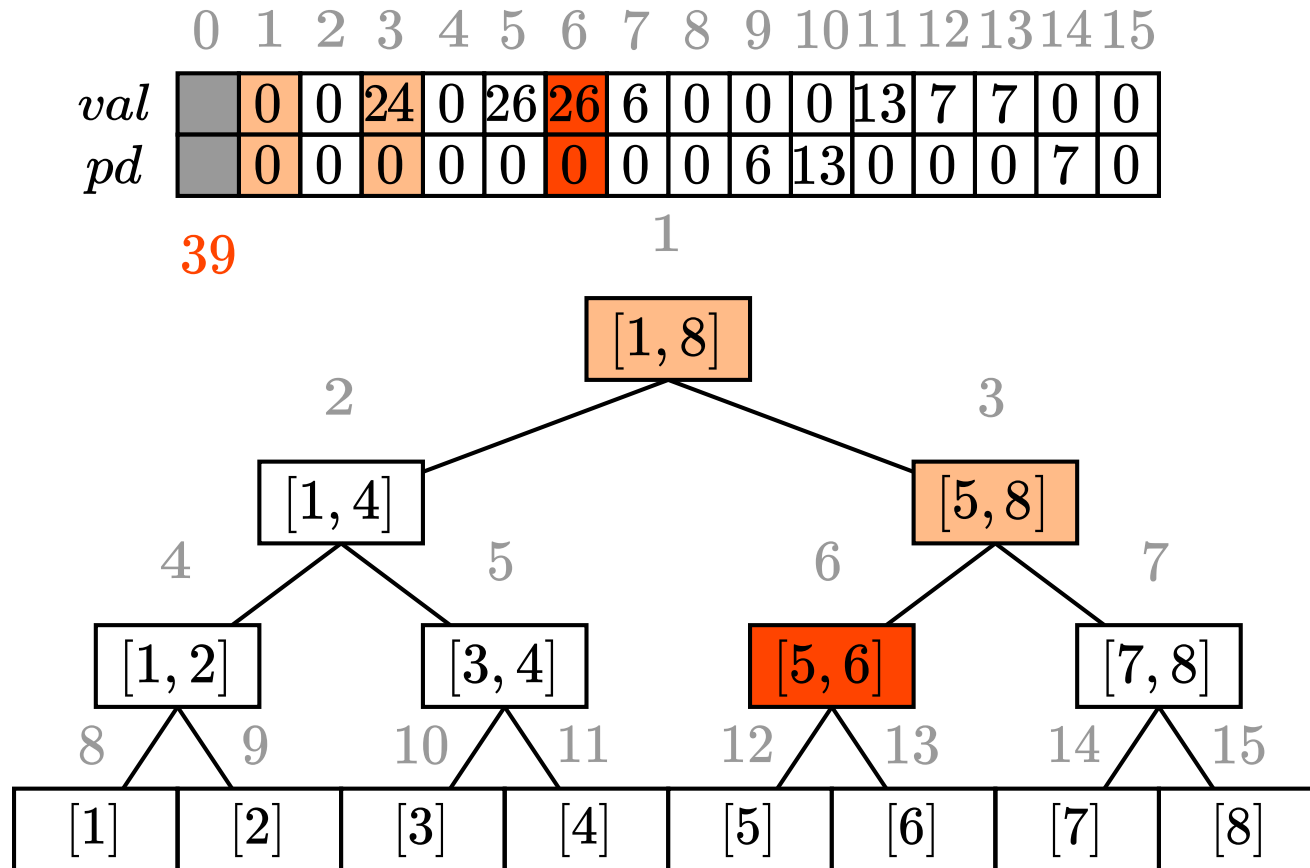 0 1 2 3 4 5 6 7 8 9 10 11 12 13 14 15
val 0 0 24 0 26 26 6 0 0 0 13 7 7 0 0
pd 0 0 0 0 0 0 0 0 6 13 0 0 0 7 0
1
39
[1, 8]
2 3
[1, 4] [5, 8]
4 5 6 7
[1, 2] [3, 4] [5, 6] [7, 8]
8 9 10 11 12 13 14 15
[1] [2] [3] [4] [5] [6] [7] [8]